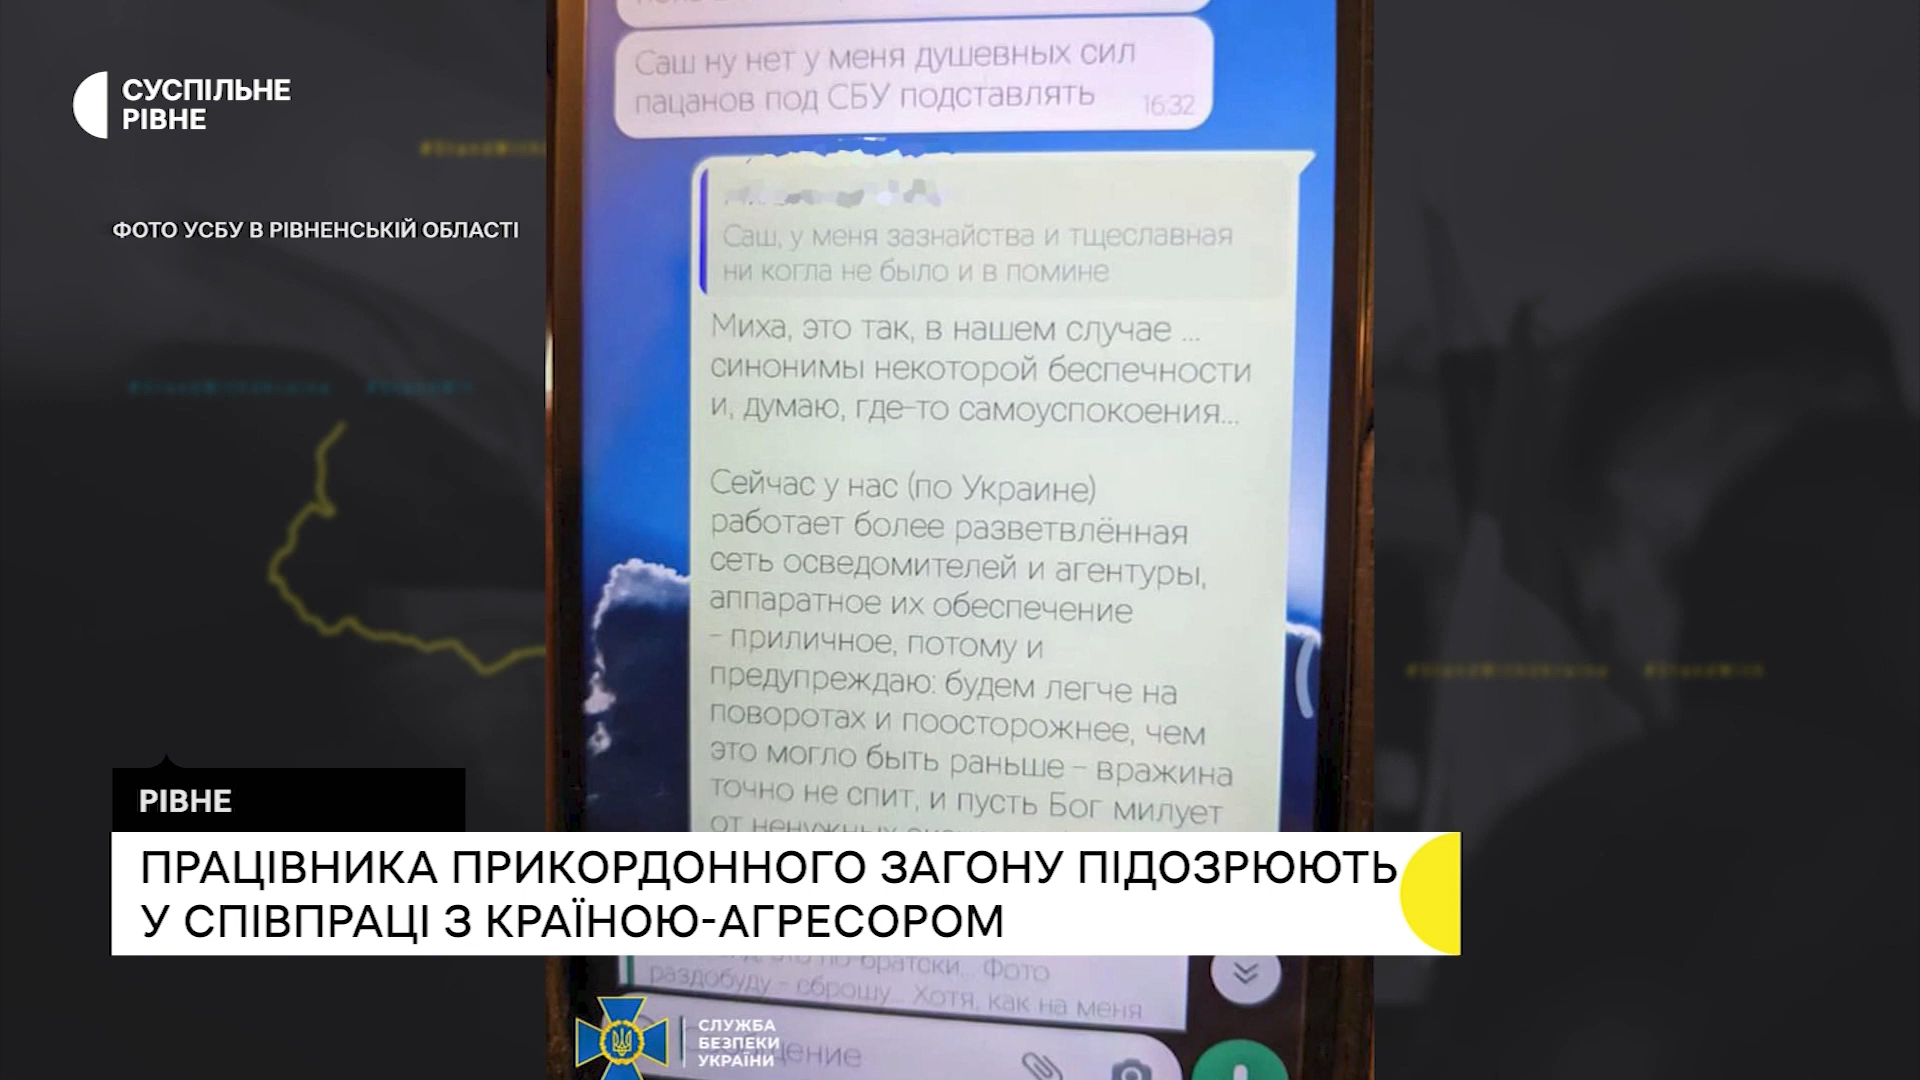 СУСПІЛЬНЕ
РІВНЕ
ФОТО УСБУ В РІВНЕНСЬКІЙ ОБЛАСТІ
Саш ну нет у меня душевных сил
пацанов под СБУ подставлять
16:32
Саш, у меня зазнайства и тщеславная
ни когла не было и в помине
Миха, это так, в нашем случае ...
синонимы некоторой беспечности
и, думаю, где-то самоуспокоения...
Сейчас у нас (по Украине)
работает более разветвлённая
сеть осведомителей и агентуры,
аппаратное их обеспечение
- приличное, потому и
предупреждаю: будем легче на
поворотах и поосторожнее, чем
это могло быть раньше – вражина
точно не спит, и пусть Бог милует
от ненужных
РІВНЕ
ПРАЦІВНИКА ПРИКОРДОННОГО ЗАГОНУ ПІДОЗРЮЮТЬ
У СПІВПРАЦІ З КРАЇНОЮ-АГРЕСОРОМ
это по-братски... Фото
раздобуду - сброшу... Хотя, как на меня
СЛУЖБА
БЕЗПЕКИ
УКРАЇНИ